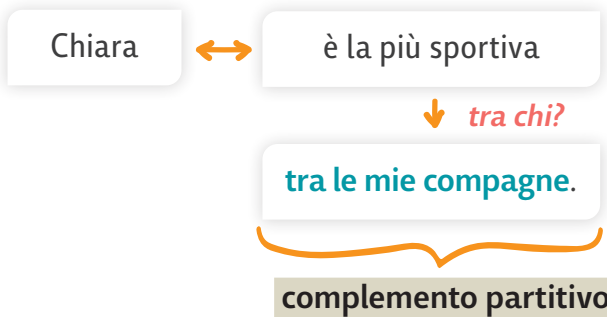 Chiara
è la più sportiva
tra chi?
tra le mie compagne.
complemento partitivo